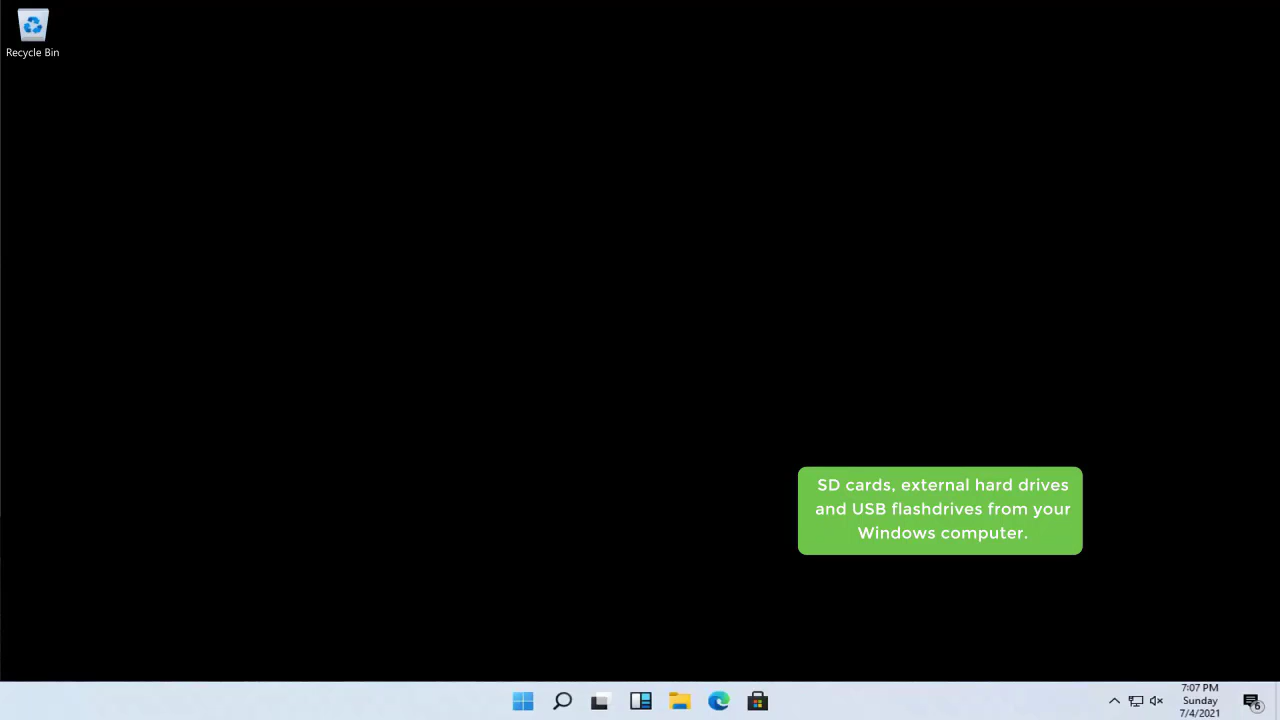 Recycle Bin
SD cards, external hard drives
and USB flashdrives from your
Windows computer.
7:07 PM
Sunday
7/4/2021
6